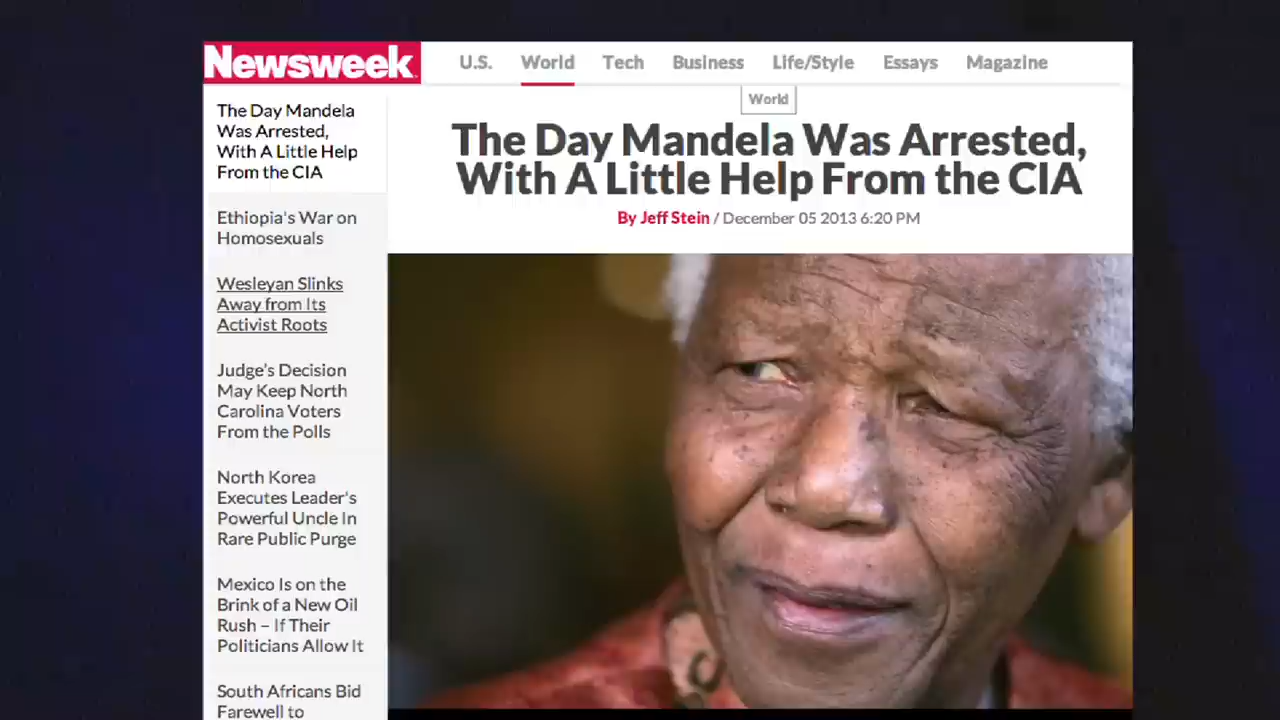 Newsweek
U.S. World Tech Business Life/Style Essays Magazine
World
The Day Mandela Was Arrested,
With A Little Help From the CIA
By Jeff Stein / December 05 2013 6:20 PM
The Day Mandela
Was Arrested,
With A Little Help
From the CIA
Ethiopia's War on
Homosexuals
Wesleyan Slinks
Away from Its
Activist Roots
Judge's Decision
May Keep North
Carolina Voters
From the Polls
North Korea
Executes Leader's
Powerful Uncle In
Rare Public Purge
Mexico Is on the
Brink of a New Oil
Rush – If Their
Politicians Allow It
South Africans Bid
Farewell to